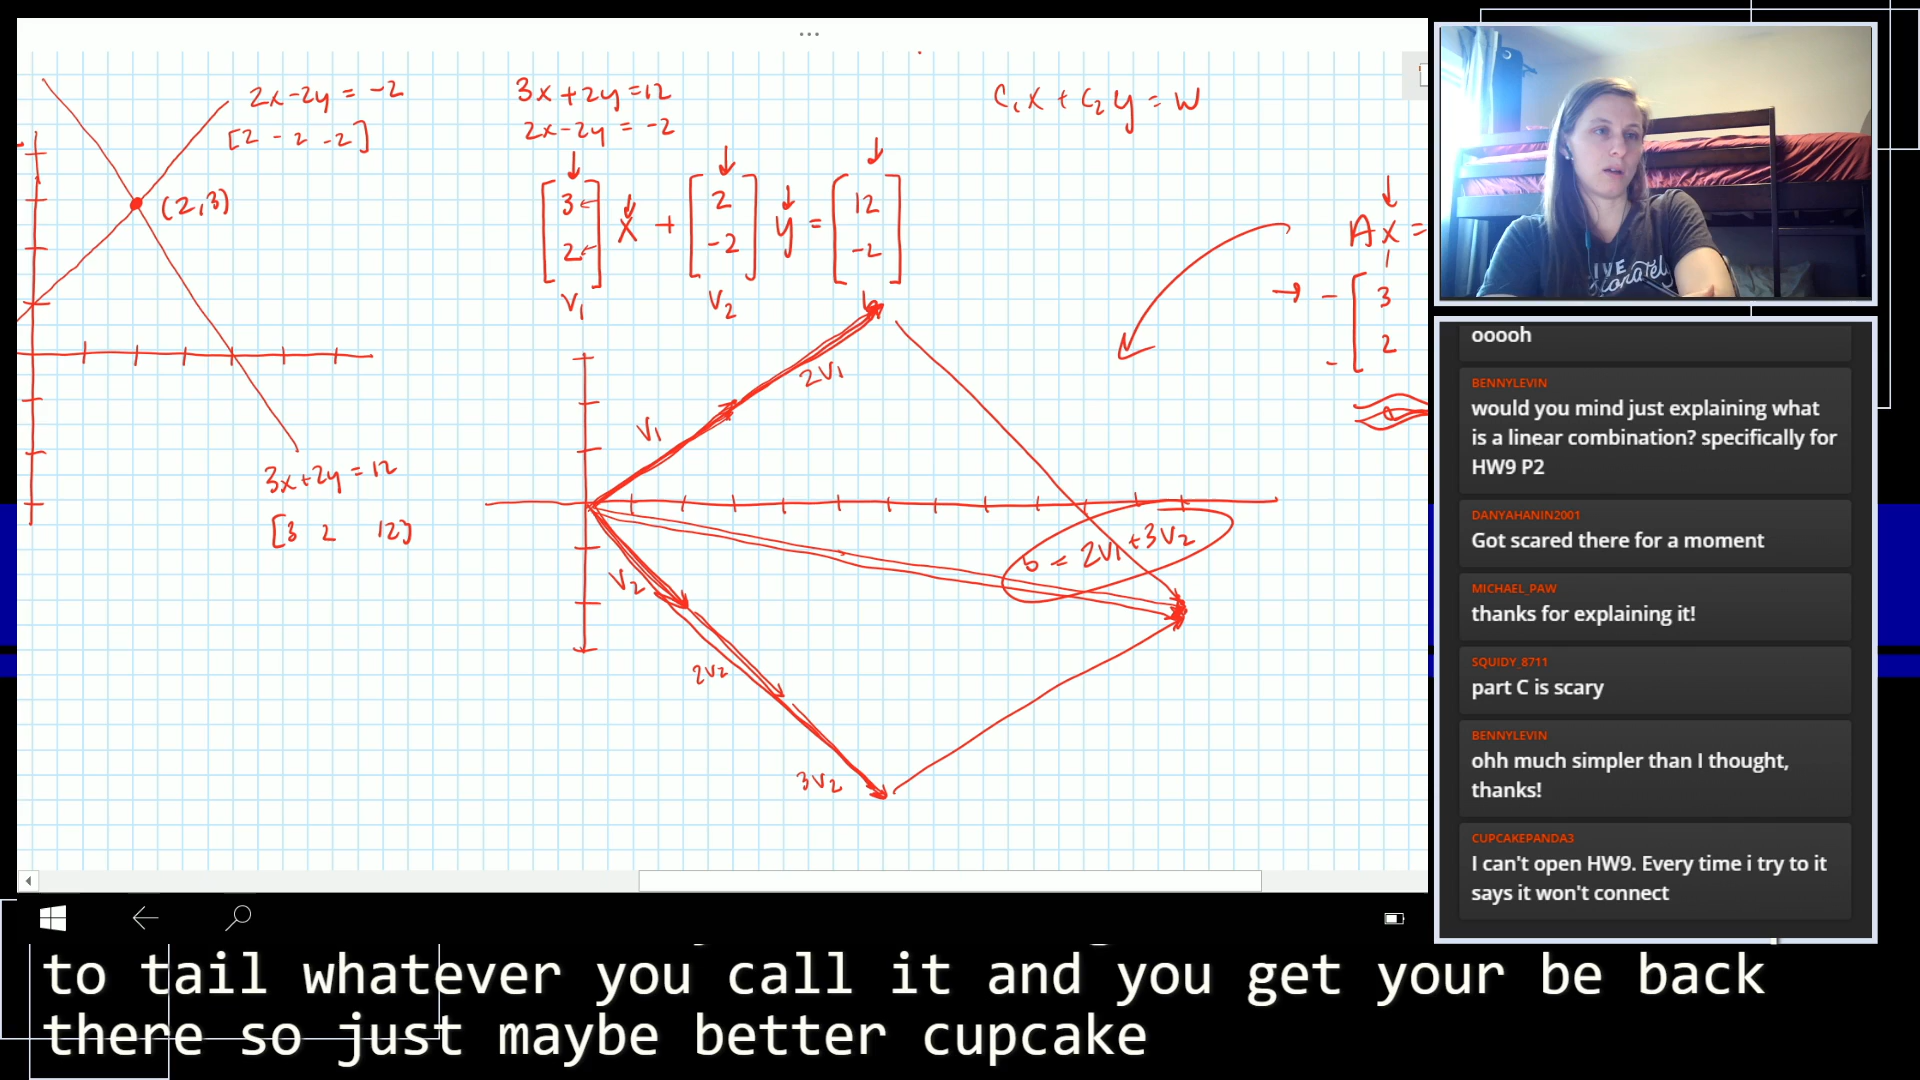 2x-2y = -2
[2 -2 -2]
(2,3)
3x+2y=12
[3 2 12]
3x+2y=12
2x-2y = -2
[3 2] x + [2 -2] y = [12 -2]
V1 V2 b
C1x + C2y = W
Ax =
3
2
V1
2V1
V2
2V2
3V2
b = 2V1+3V2
ooooh
BENNYLEVIN
would you mind just explaining what
is a linear combination? specifically for
HW9 P2
DANYAHANIN2001
Got scared there for a moment
MICHAEL_PAW
thanks for explaining it!
SQUIDY_8711
part C is scary
BENNYLEVIN
ohh much simpler than I thought,
thanks!
CUPCAKEPANDA3
I can't open HW9. Every time i try to it
says it won't connect
to tail whatever you call it and you get your be back
there so just maybe better cupcake